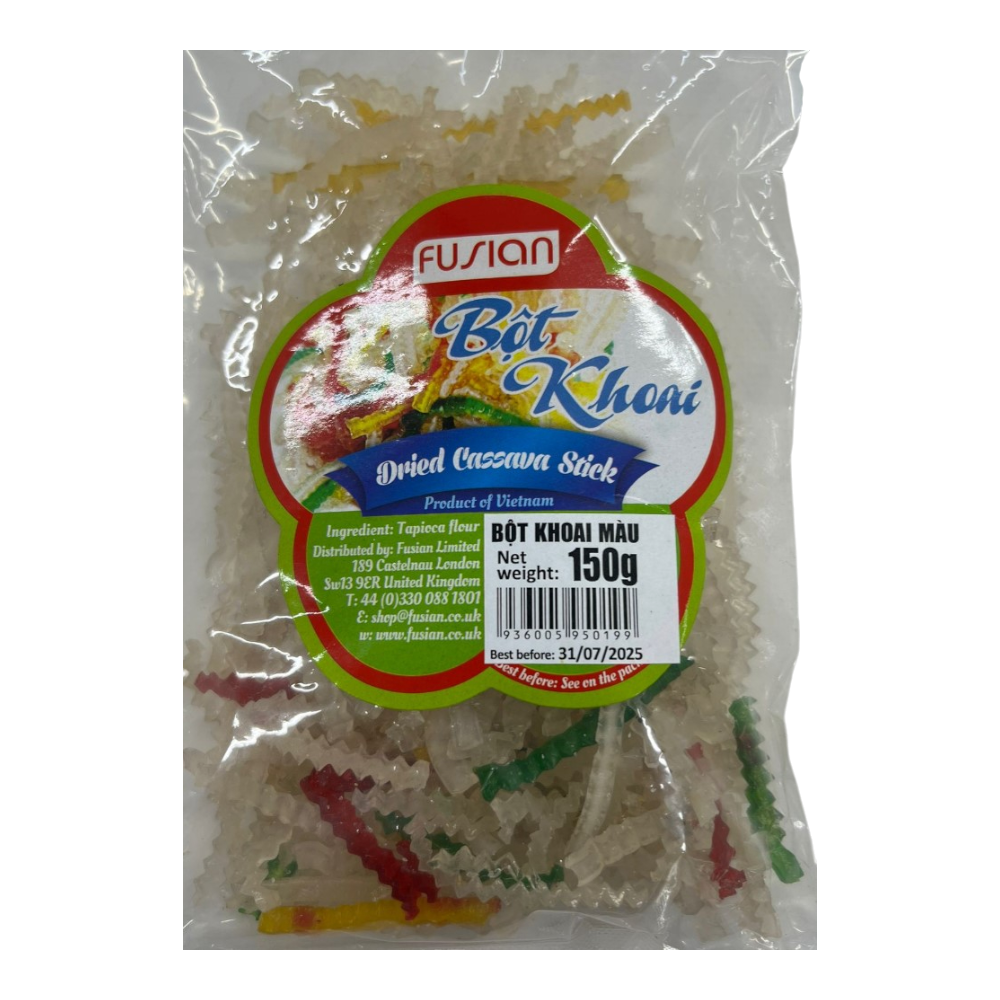 FUSIAN
Bột
Khoai
Dried Cassava Stick
Product of Vietnam
Ingredient: Tapioca flour
Distributed by: Fusian Limited
189 Castelnau London
Sw13 9ER United Kingdom
T: 44 (0)330 088 1801
E: shop@fusian.co.uk
w: www.fusian.co.uk
BỘT KHOAI MÀU
Net
weight: 150g
936005 950199
Best before: 31/07/2025
Best before: See on the